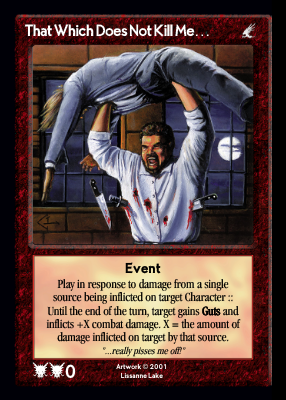 That Which Does Not Kill Me...
Event
Play in response to damage from a single
source being inflicted on target Character ::
Until the end of the turn, target gains Guts and
inflicts +X combat damage. X = the amount of
damage inflicted on target by that source.
"...really pisses me off!"
0
Artwork © 2001
Lissanne Lake